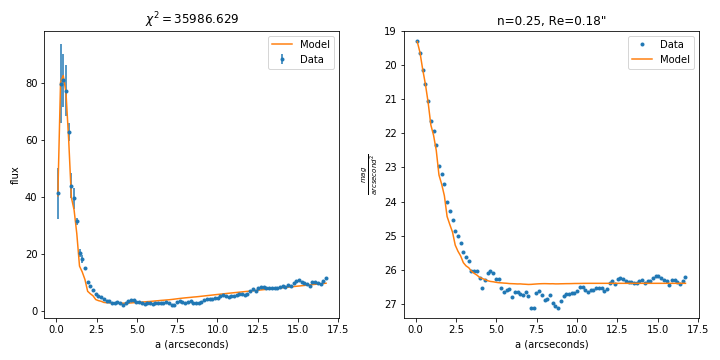 χ² = 35986.629
Model
Data
flux
80
60
40
20
0
0.0 2.5 5.0 7.5 10.0 12.5 15.0 17.5
a (arcseconds)
n=0.25, Re=0.18"
Data
Model
mag
arcsecond²
19
20
21
22
23
24
25
26
27
0.0 2.5 5.0 7.5 10.0 12.5 15.0 17.5
a (arcseconds)